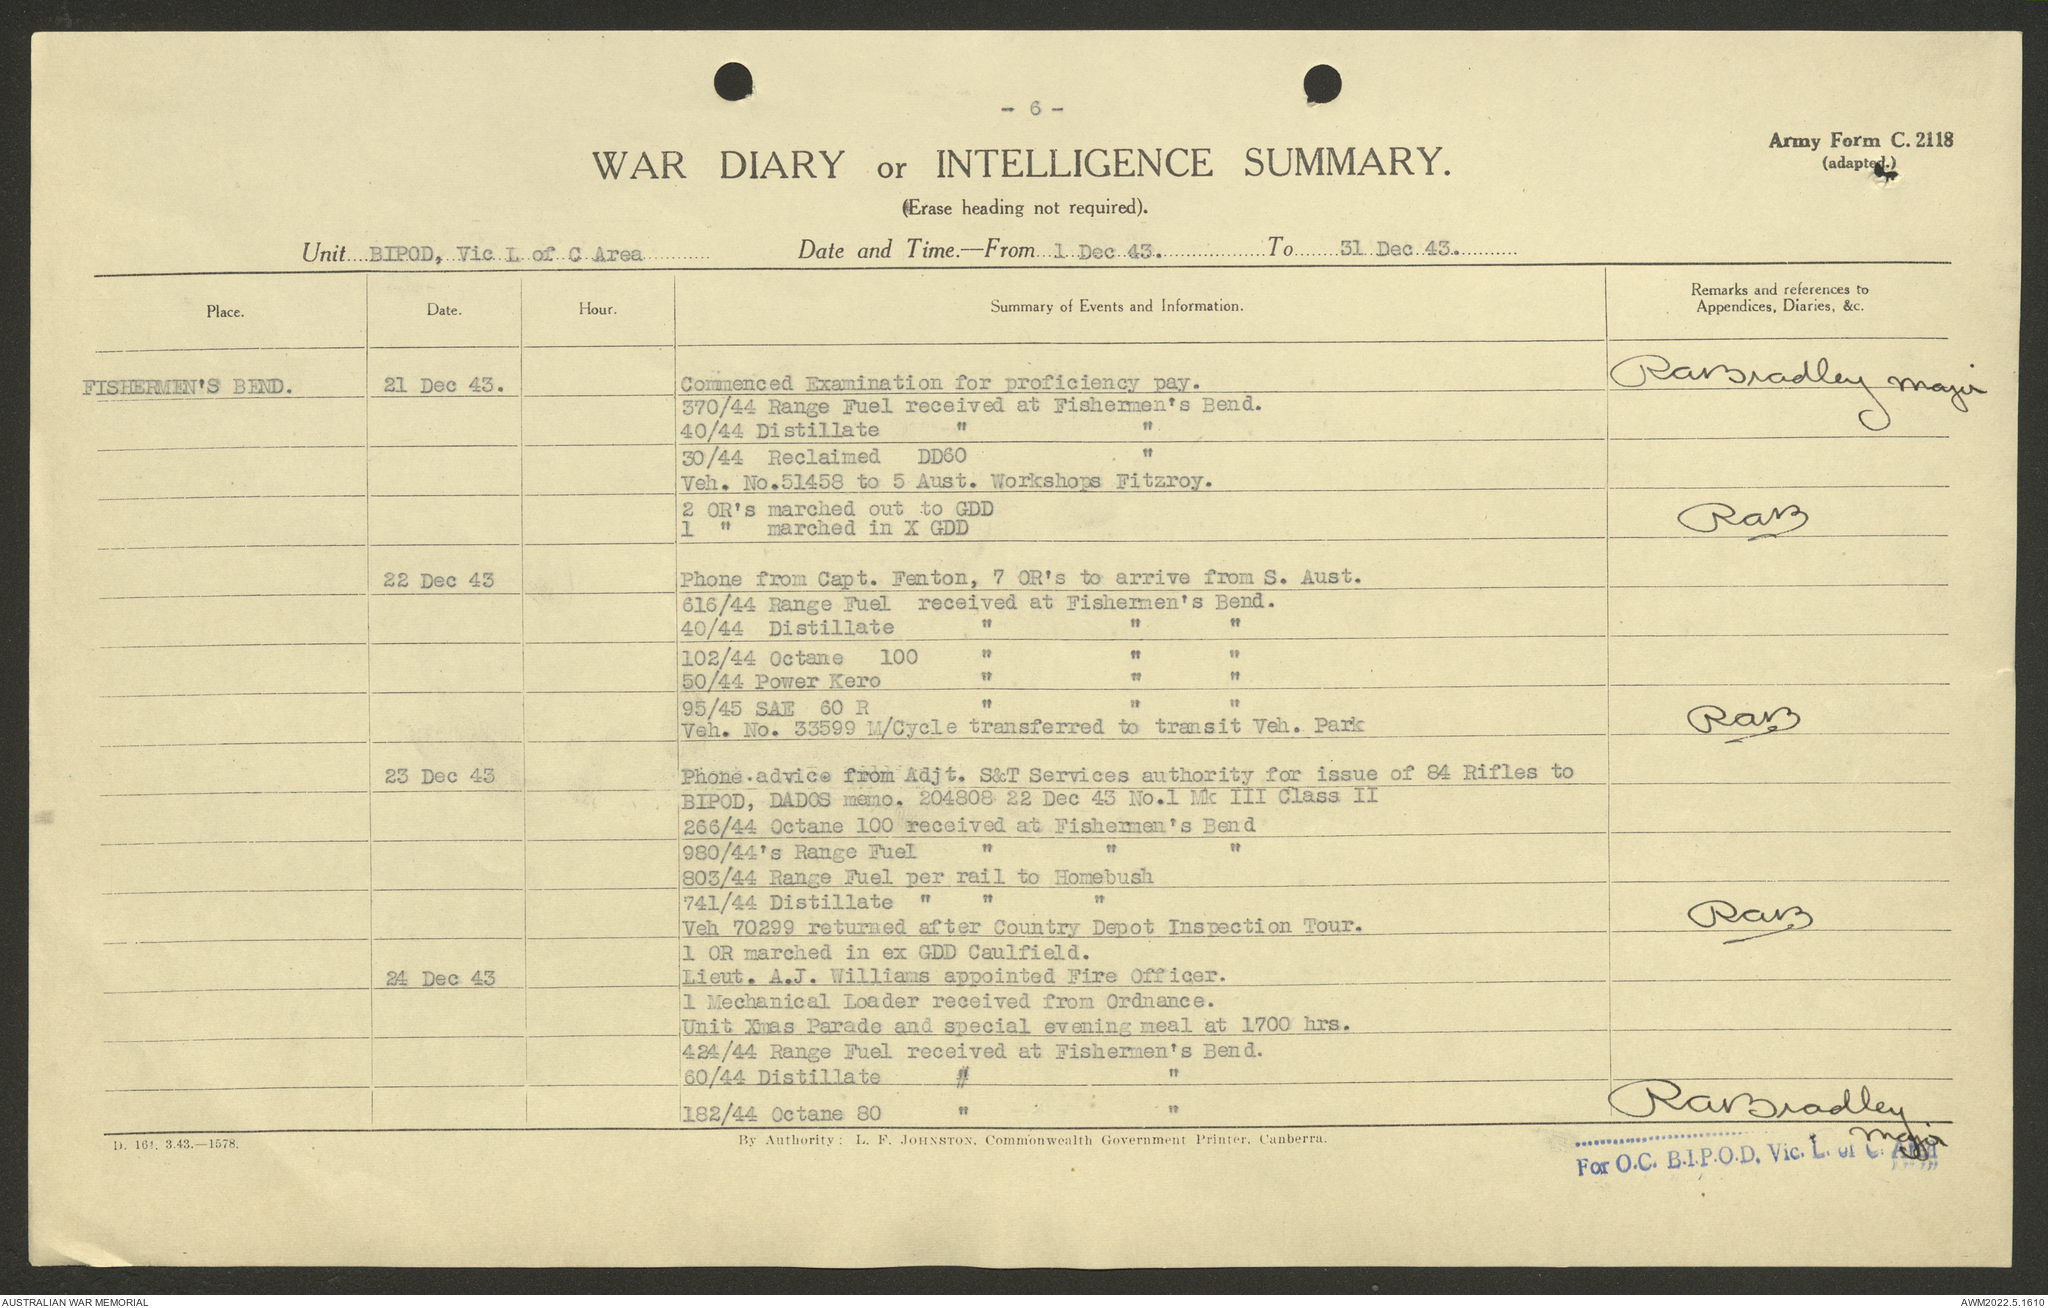 - 6 -
Army Form C. 2118
(adapted.)
WAR DIARY or INTELLIGENCE SUMMARY.
(Erase heading not required).
Unit BIPOD, Vic L of C Area Date and Time.—From 1 Dec 43. To 31 Dec 43.
Place. Date. Hour. Summary of Events and Information. Remarks and references to
Appendices, Diaries, &c.
FISHERMEN'S BEND. 21 Dec 43. Commenced Examination for proficiency pay. RavBradley Major
370/44 Range Fuel received at Fishermen's Bend.
40/44 Distillate " "
30/44 Reclaimed DD60 "
Veh. No.51458 to 5 Aust. Workshops Fitzroy.
2 OR's marched out to GDD RavB
1 " marched in X GDD
22 Dec 43 Phone from Capt. Fenton, 7 OR's to arrive from S. Aust.
616/44 Range Fuel received at Fishermen's Bend.
40/44 Distillate " " "
102/44 Octane 100 " " "
50/44 Power Kero " " "
95/45 SAE 60 R " " "
Veh. No. 33599 M/Cycle transferred to transit Veh. Park RavB
23 Dec 43 Phone advice from Adjt. S&T Services authority for issue of 84 Rifles to
BIPOD, DADOS memo. 204808 22 Dec 43 No.1 Mk III Class II
266/44 Octane 100 received at Fishermen's Bend
980/44's Range Fuel " " "
803/44 Range Fuel per rail to Homebush
741/44 Distillate " " "
Veh 70299 returned after Country Depot Inspection Tour. RavB
1 OR marched in ex GDD Caulfield.
24 Dec 43 Lieut. A.J. Williams appointed Fire Officer.
1 Mechanical Loader received from Ordnance.
Unit Xmas Parade and special evening meal at 1700 hrs.
424/44 Range Fuel received at Fishermen's Bend.
60/44 Distillate " "
182/44 Octane 80 " " RavBradley
Major
D. 161. 3.43.—1578. By Authority: L. F. JOHNSTON, Commonwealth Government Printer, Canberra.
For O.C. B.I.P.O.D, Vic. L. of C. Area
AUSTRALIAN WAR MEMORIAL AWM2022.5.1610